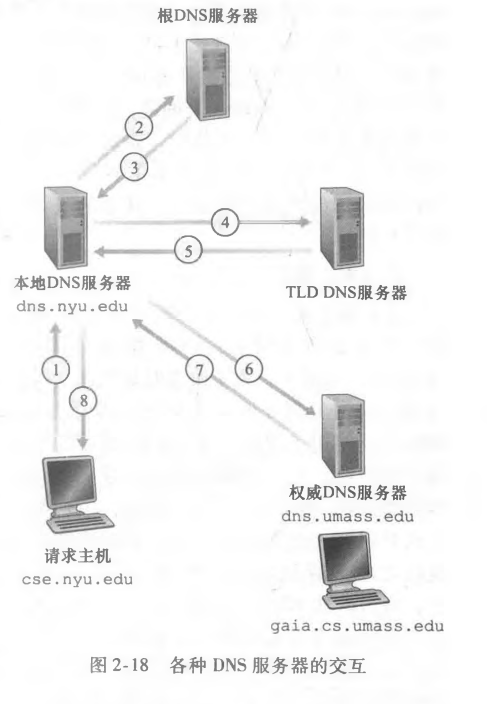 根DNS服务器
2
3
4
5
本地DNS服务器
dns.nyu.edu
TLD DNS服务器
1
8
7
6
权威DNS服务器
dns.umass.edu
请求主机
cse.nyu.edu
gaia.cs.umass.edu
图 2-18 各种 DNS 服务器的交互